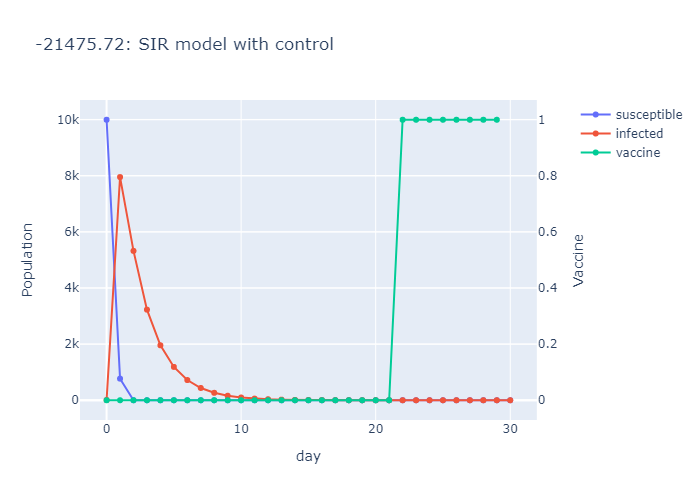 -21475.72: SIR model with control
susceptible
infected
vaccine
10k
8k
6k
4k
2k
0
Population
1
0.8
0.6
0.4
0.2
0
Vaccine
0
10
20
30
day